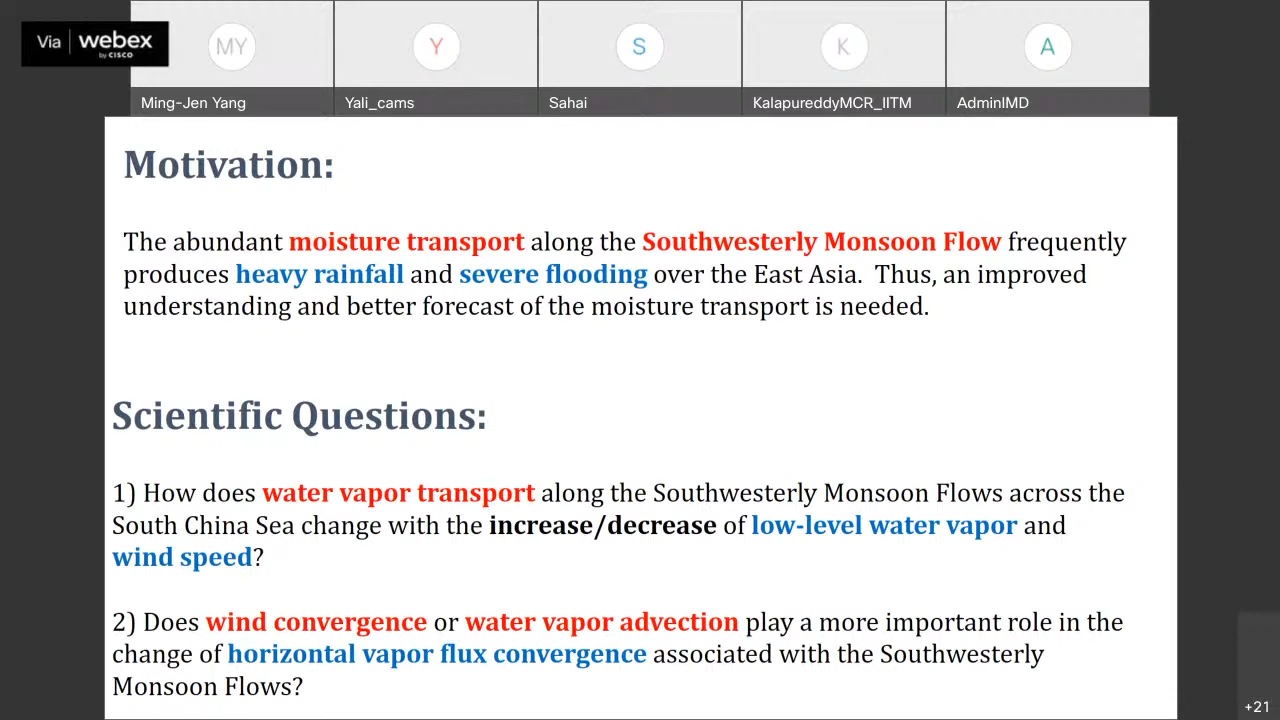 Via webex
by CISCO
MY
Y
S
K
A
Ming-Jen Yang
Yali_cams
Sahai
KalapureddyMCR_IITM
AdminIMD
Motivation:
The abundant moisture transport along the Southwesterly Monsoon Flow frequently
produces heavy rainfall and severe flooding over the East Asia. Thus, an improved
understanding and better forecast of the moisture transport is needed.
Scientific Questions:
1) How does water vapor transport along the Southwesterly Monsoon Flows across the
South China Sea change with the increase/decrease of low-level water vapor and
wind speed?
2) Does wind convergence or water vapor advection play a more important role in the
change of horizontal vapor flux convergence associated with the Southwesterly
Monsoon Flows?
+21